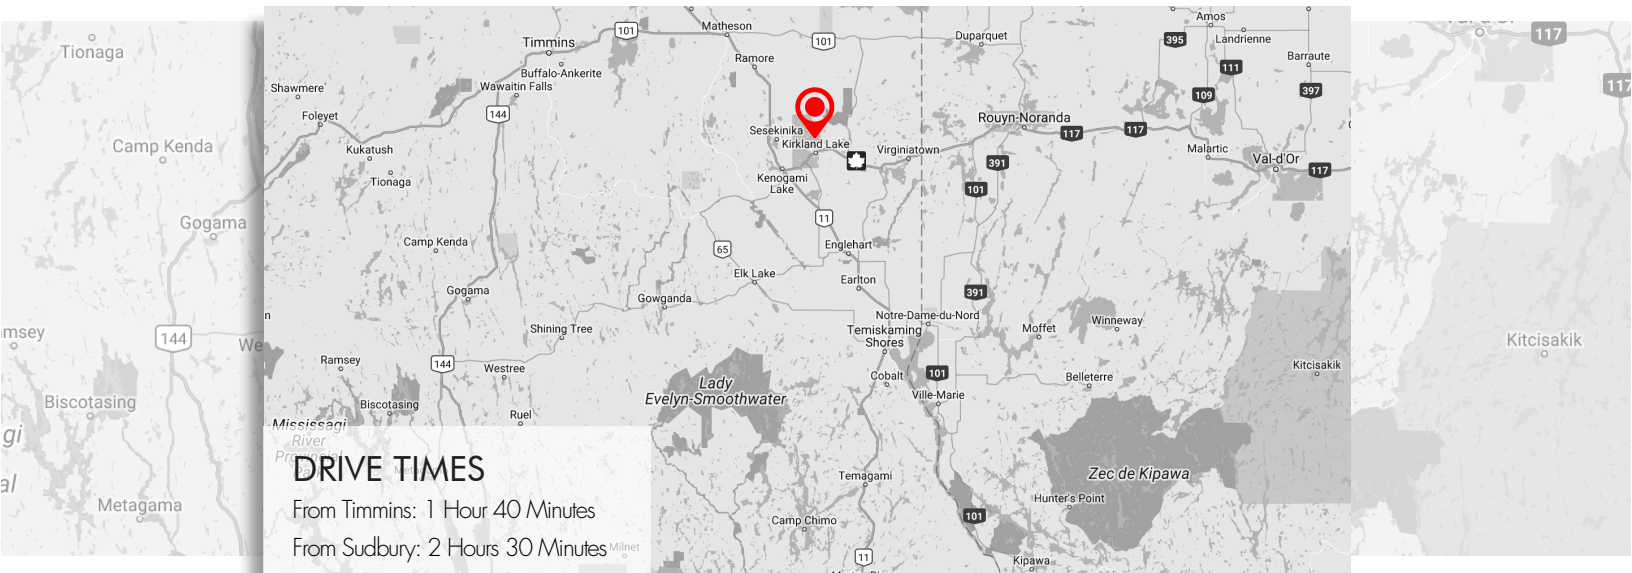 Tionaga
Camp Kenda
Gogama
144
Biscotasing
Metagama
Matheson
101
101
Timmins
Ramore
Duparquet
395
Amos
Landrienne
Barraute
111
109
397
Buffalo-Ankerite
Wawaitin Falls
Shawmere
Foleyet
144
Kukatush
Tionaga
Sesekinika
Kirkland Lake
Virginiatown
Rouyn-Noranda
117
117
Malartic
Val-d'Or
117
391
101
Kenogami
Lake
11
Camp Kenda
65
Englehart
Elk Lake
Earlton
Gogama
Gowganda
391
Notre-Dame-du-Nord
Shining Tree
Temiskaming
Shores
Moffet
Winneway
Ramsey
144
Westree
Cobalt
101
Belleterre
Kitcisakik
Lady
Evelyn-Smoothwater
Ville-Marie
Biscotasing
Ruel
Mississagi
River
Provincial
Zec de Kipawa
Temagami
Hunter's Point
Camp Chimo
101
Kipawa
11
DRIVE TIMES
From Timmins: 1 Hour 40 Minutes
From Sudbury: 2 Hours 30 Minutes
Milnet
117
117
Kitcisakik